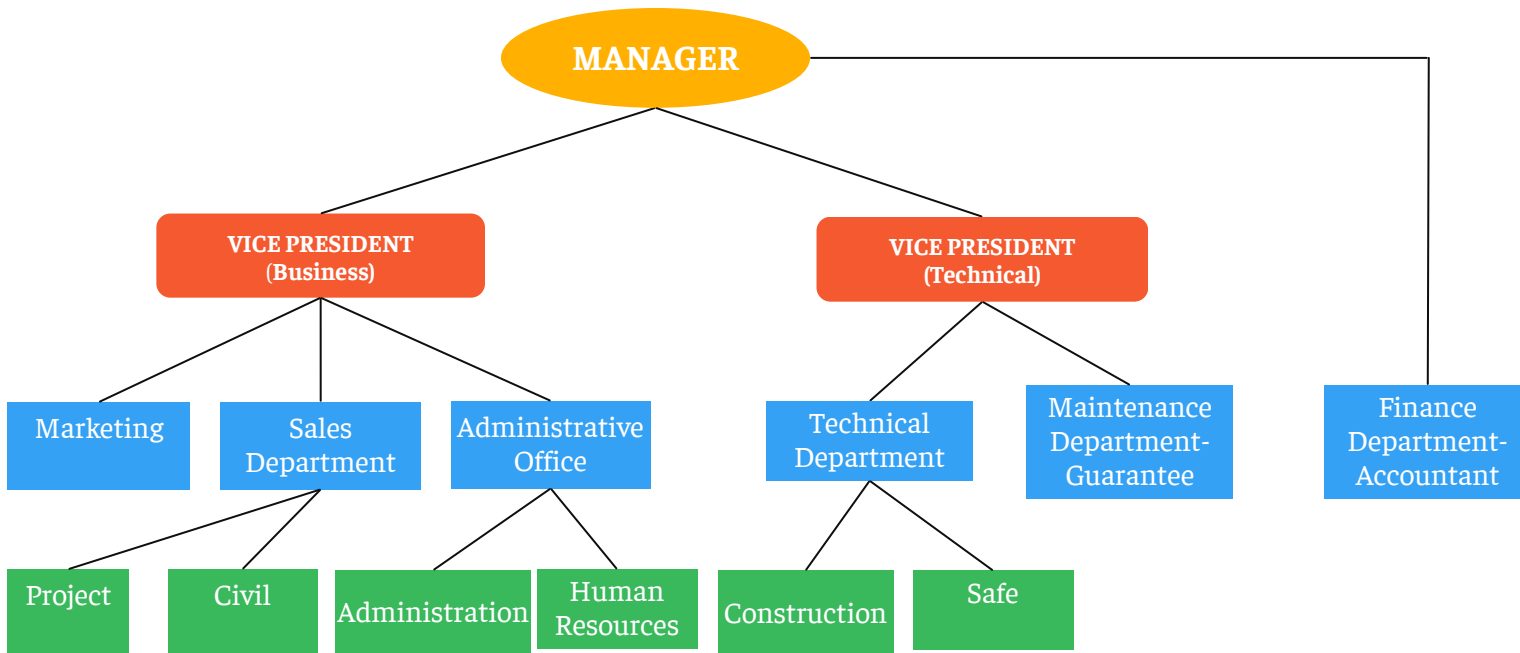 MANAGER
VICE PRESIDENT
(Business)
VICE PRESIDENT
(Technical)
Marketing
Sales
Department
Administrative
Office
Technical
Department
Maintenance
Department-
Guarantee
Finance
Department-
Accountant
Project
Civil
Administration
Human
Resources
Construction
Safe